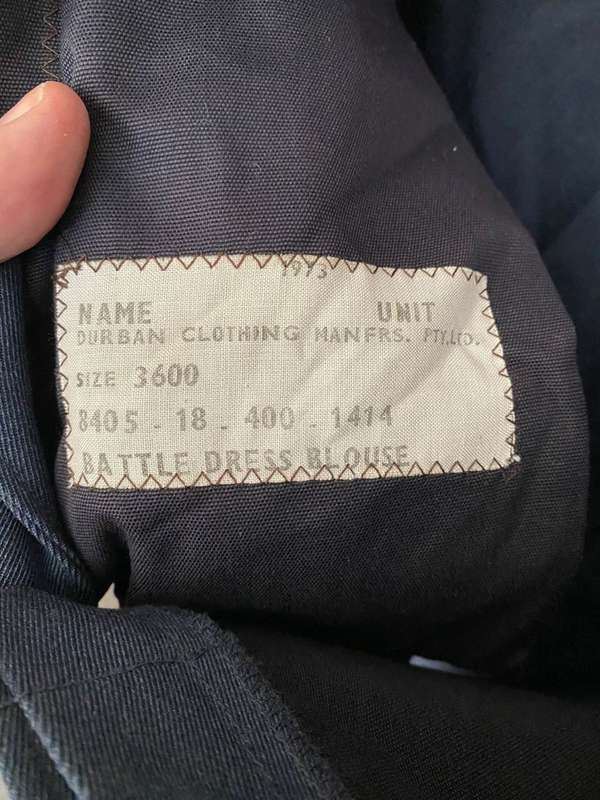 1973
NAME UNIT
DURBAN CLOTHING MANFRS. PTY.LTD.
SIZE 3600
8405 - 18 - 400 - 1414
BATTLE DRESS BLOUSE